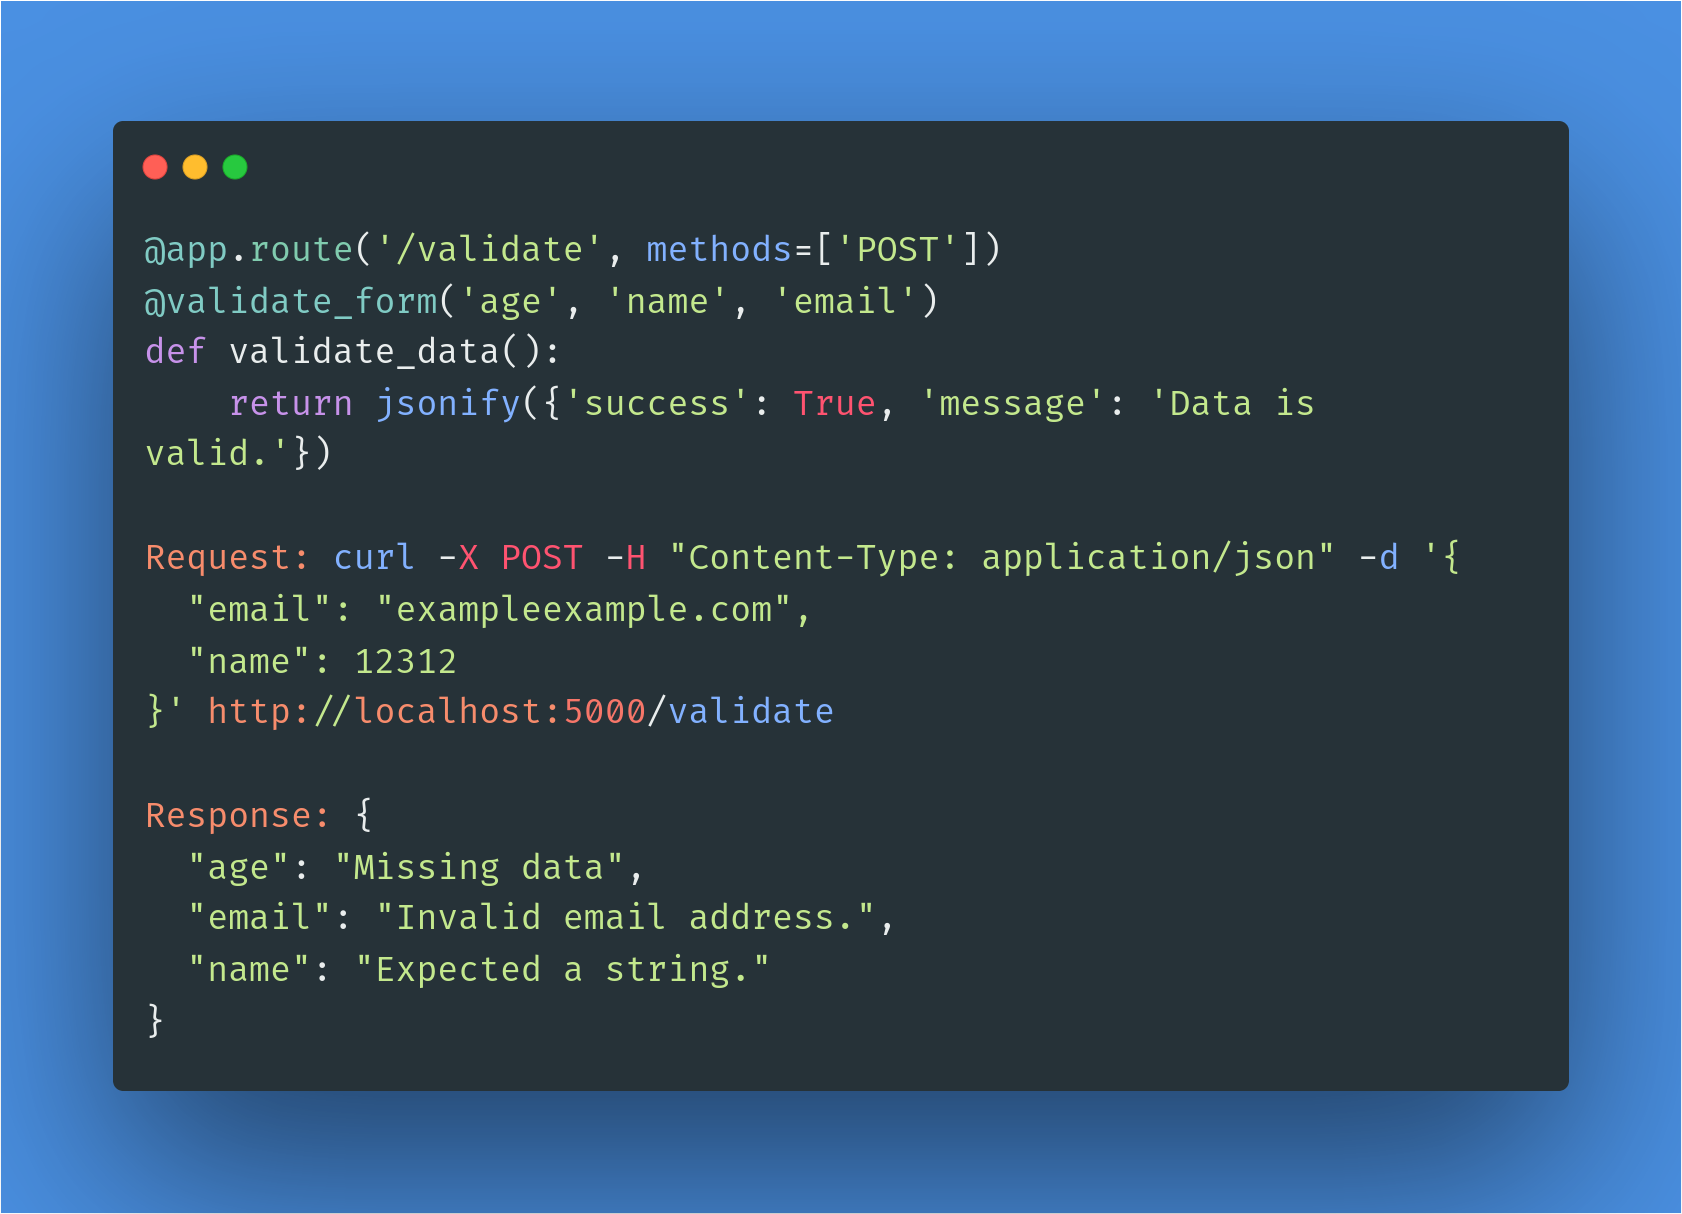 @app.route('/validate', methods=['POST'])
@validate_form('age', 'name', 'email')
def validate_data():
    return jsonify({'success': True, 'message': 'Data is
valid.'})

Request: curl -X POST -H "Content-Type: application/json" -d '{
  "email": "exampleexample.com",
  "name": 12312
}' http://localhost:5000/validate

Response: {
  "age": "Missing data",
  "email": "Invalid email address.",
  "name": "Expected a string."
}